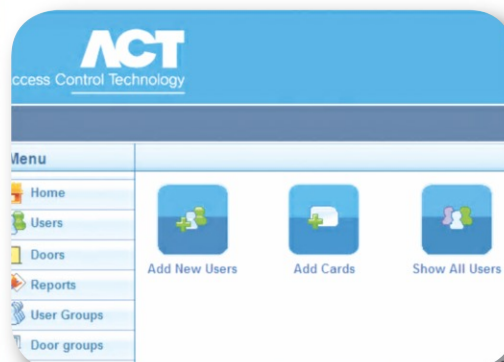 ACT
ccess Control Technology
Menu
Home
Users
Doors
Reports
User Groups
Door groups
Add New Users
Add Cards
Show All Users